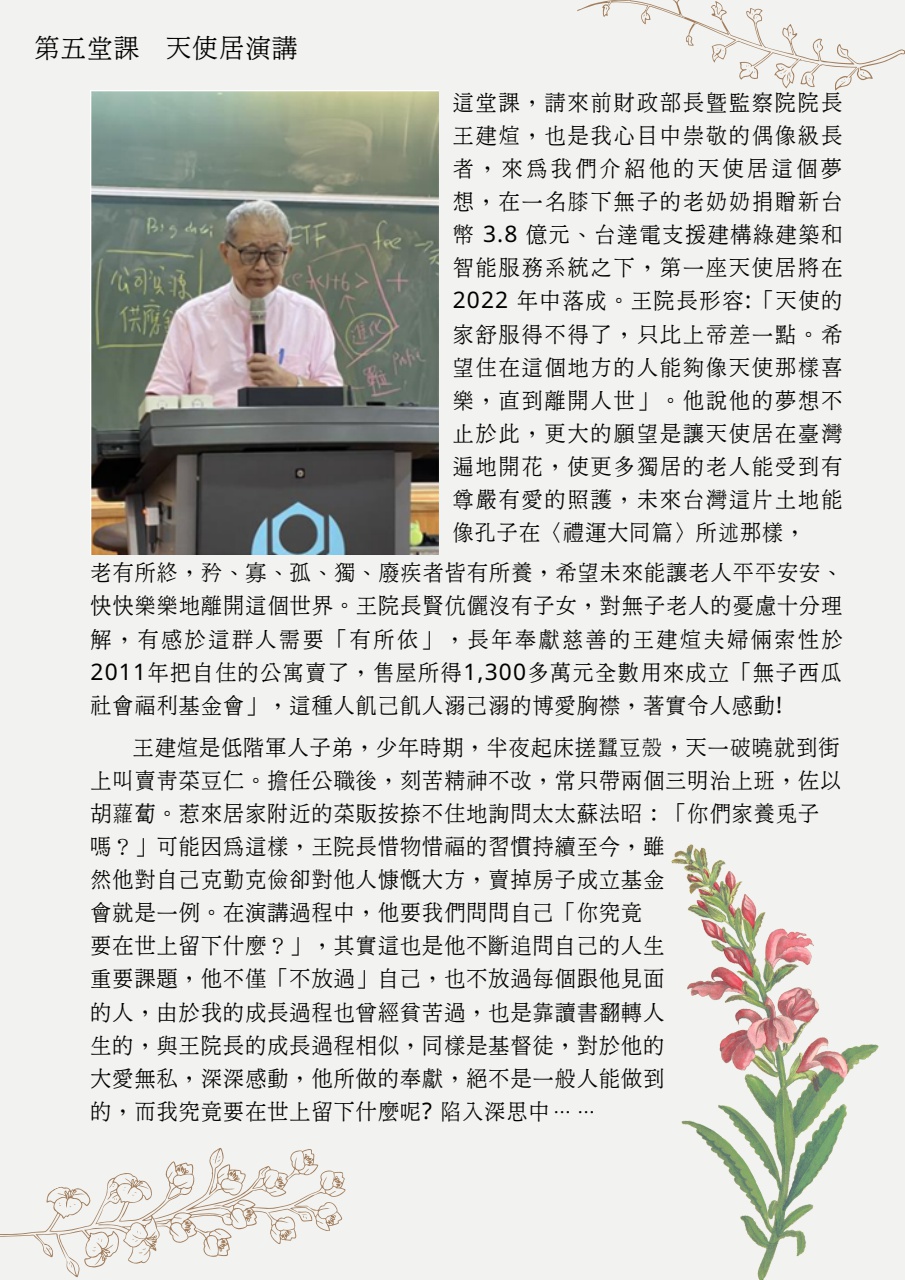 第五堂課　天使居演講
這堂課，請來前財政部長曁監察院院長
王建煊，也是我心目中崇敬的偶像級長
者，來爲我們介紹他的天使居這個夢
想，在一名膝下無子的老奶奶捐贈新台
幣 3.8 億元、台達電支援建構綠建築和
智能服務系統之下，第一座天使居將在
2022 年中落成。王院長形容:「天使的
家舒服得不得了，只比上帝差一點。希
望住在這個地方的人能夠像天使那樣喜
樂，直到離開人世」。他說他的夢想不
止於此，更大的願望是讓天使居在臺灣
遍地開花，使更多獨居的老人能受到有
尊嚴有愛的照護，未來台灣這片土地能
像孔子在〈禮運大同篇〉所述那樣，
老有所終，矜、寡、孤、獨、廢疾者皆有所養，希望未來能讓老人平平安安、
快快樂樂地離開這個世界。王院長賢伉儷沒有子女，對無子老人的憂慮十分理
解，有感於這群人需要「有所依」，長年奉獻慈善的王建煊夫婦倆索性於
2011年把自住的公寓賣了，售屋所得1,300多萬元全數用來成立「無子西瓜
社會福利基金會」，這種人飢己飢人溺己溺的博愛胸襟，著實令人感動!
王建煊是低階軍人子弟，少年時期，半夜起床搓蠶豆殼，天一破曉就到街
上叫賣靑菜豆仁。擔任公職後，刻苦精神不改，常只帶兩個三明治上班，佐以
胡蘿蔔。惹來居家附近的菜販按捺不住地詢問太太蘇法昭：「你們家養兎子
嗎？」可能因爲這樣，王院長惜物惜福的習慣持續至今，雖
然他對自己克勤克儉卻對他人慷慨大方，賣掉房子成立基金
會就是一例。在演講過程中，他要我們問問自己「你究竟
要在世上留下什麼？」，其實這也是他不斷追問自己的人生
重要課題，他不僅「不放過」自己，也不放過每個跟他見面
的人，由於我的成長過程也曾經貧苦過，也是靠讀書翻轉人
生的，與王院長的成長過程相似，同樣是基督徒，對於他的
大愛無私，深深感動，他所做的奉獻，絕不是一般人能做到
的，而我究竟要在世上留下什麼呢? 陷入深思中… …
ETF
公司資源
進化